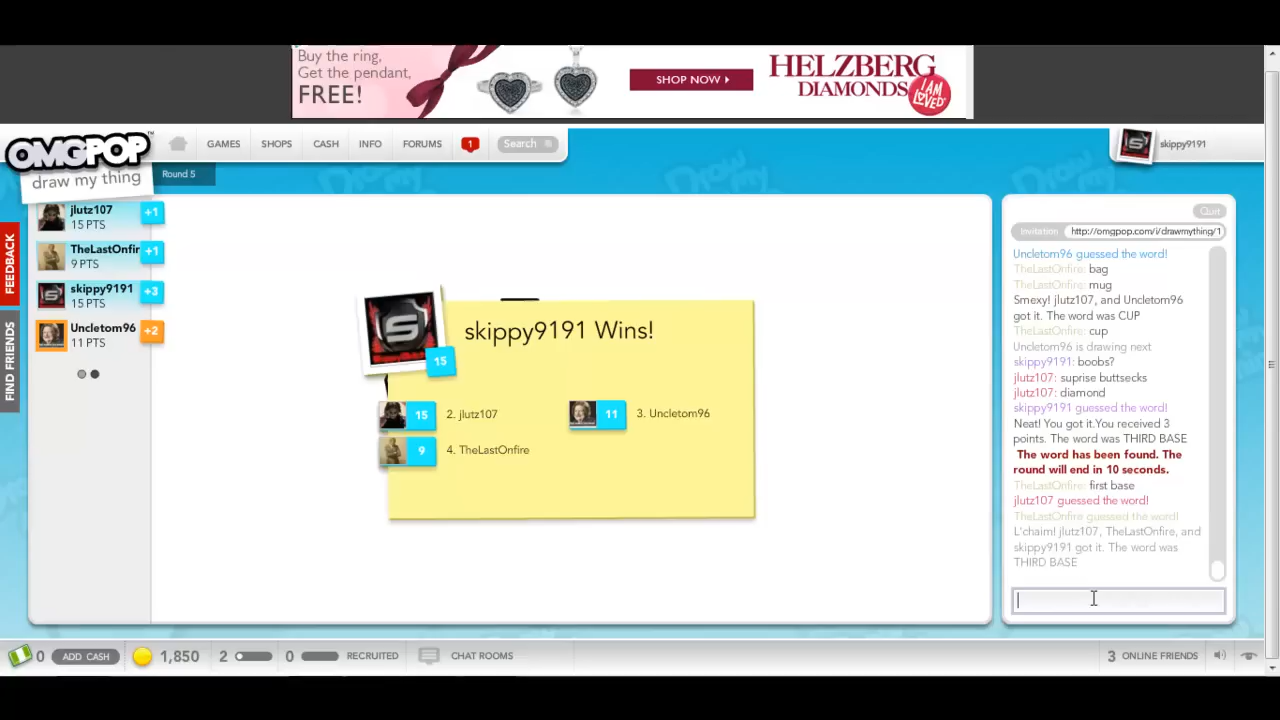 Buy the ring,
Get the pendant,
FREE!
SHOP NOW
HELZBERG
DIAMONDS
I AM
LOVED
OMGPOP
draw my thing
GAMES
SHOPS
CASH
INFO
FORUMS
1
Search
skippy9191
Round 5
FEEDBACK
FIND FRIENDS
jlutz107
15 PTS
+1
TheLastOnfir
9 PTS
+1
skippy9191
15 PTS
+3
Uncletom96
11 PTS
+2
skippy9191 Wins!
15
15 2. jlutz107
11 3. Uncletom96
9 4. TheLastOnfire
Quit
Invitation http://omgpop.com/i/drawmything/1
Uncletom96 guessed the word!
TheLastOnfire: bag
TheLastOnfire: mug
Smexy! jlutz107, and Uncletom96
got it. The word was CUP
TheLastOnfire: cup
Uncletom96 is drawing next
skippy9191: boobs?
jlutz107: suprise buttsecks
jlutz107: diamond
skippy9191 guessed the word!
Neat! You got it.You received 3
points. The word was THIRD BASE
The word has been found. The
round will end in 10 seconds.
TheLastOnfire: first base
jlutz107 guessed the word!
TheLastOnfire guessed the word!
L'chaim! jlutz107, TheLastOnfire, and
skippy9191 got it. The word was
THIRD BASE
0 ADD CASH 1,850 2 0 RECRUITED CHAT ROOMS 3 ONLINE FRIENDS